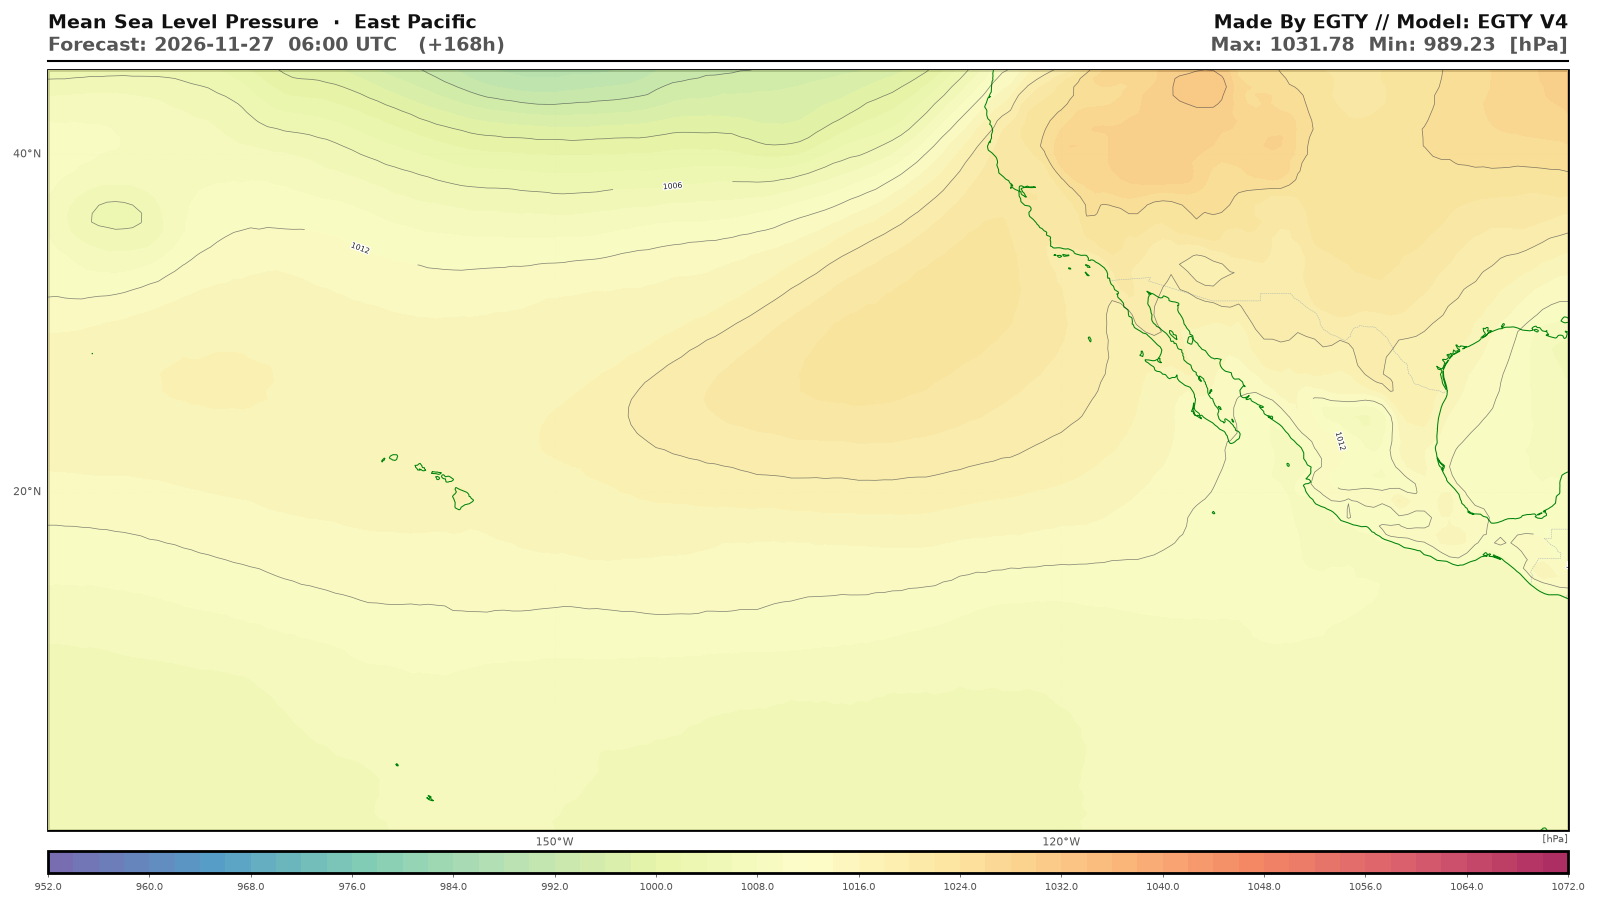 Mean Sea Level Pressure · East Pacific
Made By EGTY // Model: EGTY V4
Forecast: 2026-11-27 06:00 UTC (+168h)
Max: 1031.78 Min: 989.23 [hPa]
40°N
1006
1012
1012
20°N
150°W
120°W
[hPa]
952.0 960.0 968.0 976.0 984.0 992.0 1000.0 1008.0 1016.0 1024.0 1032.0 1040.0 1048.0 1056.0 1064.0 1072.0